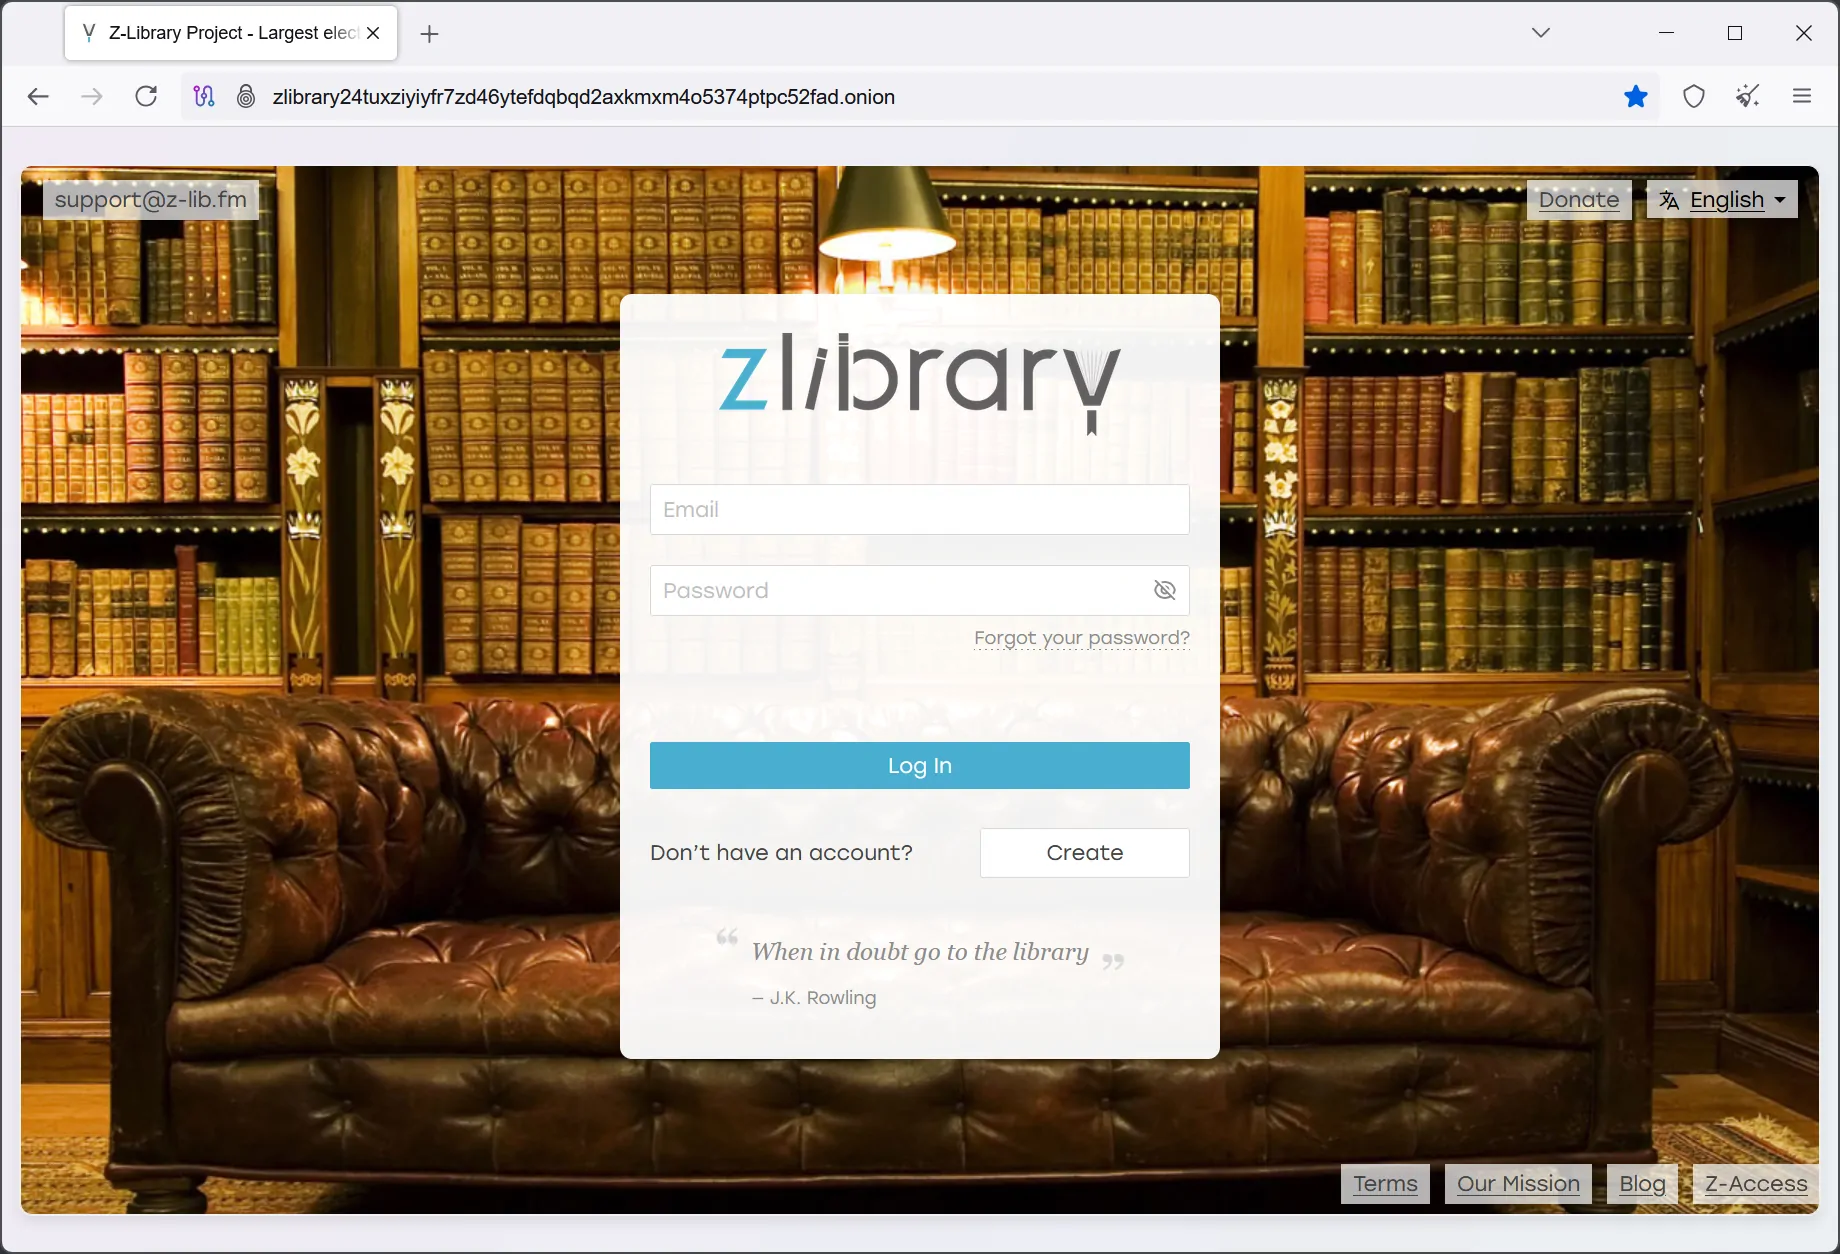 Z-Library Project - Largest elec
zlibrary24tuxziyiyfr7zd46ytefdqbqd2axkmxm4o5374ptpc52fad.onion
support@z-lib.fm
Donate
English
zlibrary
Email
Password
Forgot your password?
Log In
Don’t have an account?
Create
“ When in doubt go to the library ”
– J.K. Rowling
Terms
Our Mission
Blog
Z-Access